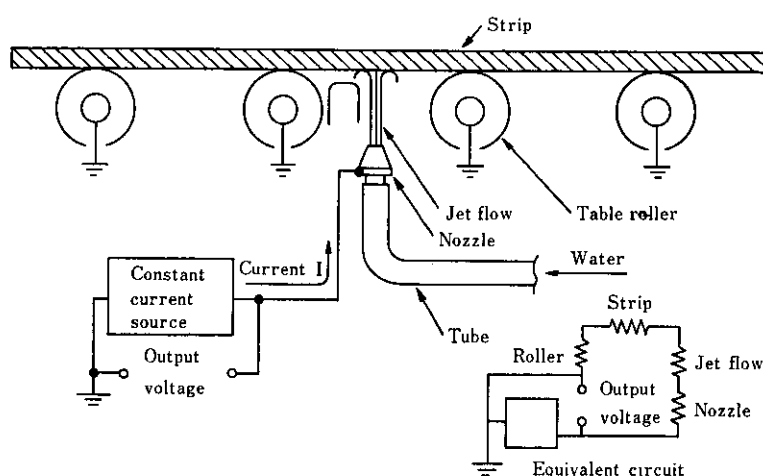 Strip
Jet flow
Nozzle
Table roller
Current I
Constant
current
source
Water
Tube
Output
voltage
Strip
Roller
Jet flow
Output
voltage
Nozzle
Equivalent circuit